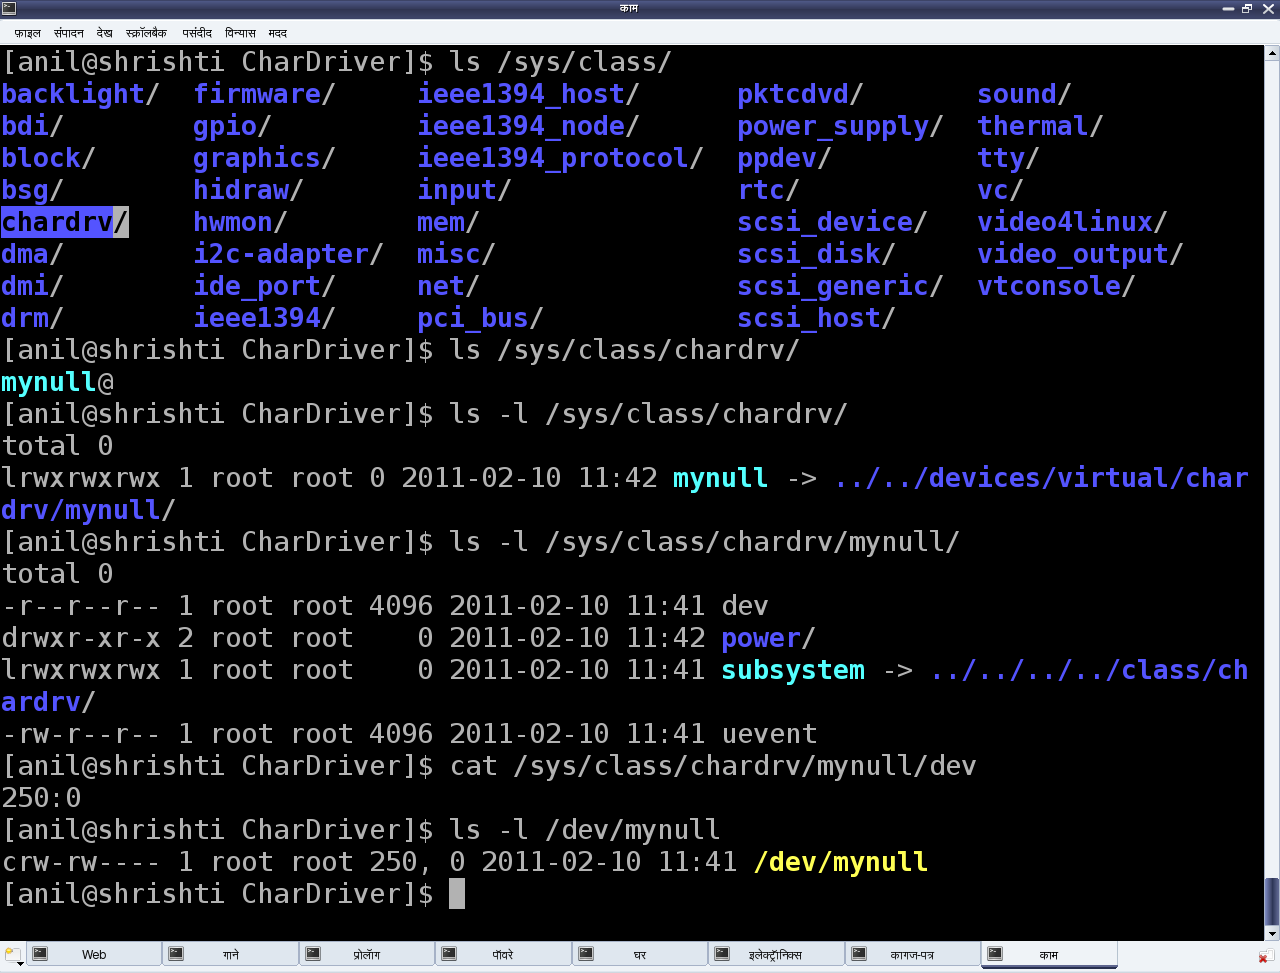 काम
फ़ाइल संपादन देख स्क्रॉलबैक पसंदीद विन्यास मदद
[anil@shrishti CharDriver]$ ls /sys/class/
backlight/ firmware/ ieee1394_host/ pktcdvd/ sound/
bdi/ gpio/ ieee1394_node/ power_supply/ thermal/
block/ graphics/ ieee1394_protocol/ ppdev/ tty/
bsg/ hidraw/ input/ rtc/ vc/
chardrv/ hwmon/ mem/ scsi_device/ video4linux/
dma/ i2c-adapter/ misc/ scsi_disk/ video_output/
dmi/ ide_port/ net/ scsi_generic/ vtconsole/
drm/ ieee1394/ pci_bus/ scsi_host/
[anil@shrishti CharDriver]$ ls /sys/class/chardrv/
mynull@
[anil@shrishti CharDriver]$ ls -l /sys/class/chardrv/
total 0
lrwxrwxrwx 1 root root 0 2011-02-10 11:42 mynull -> ../../devices/virtual/char
drv/mynull/
[anil@shrishti CharDriver]$ ls -l /sys/class/chardrv/mynull/
total 0
-r--r--r-- 1 root root 4096 2011-02-10 11:41 dev
drwxr-xr-x 2 root root 0 2011-02-10 11:42 power/
lrwxrwxrwx 1 root root 0 2011-02-10 11:41 subsystem -> ../../../../class/ch
ardrv/
-rw-r--r-- 1 root root 4096 2011-02-10 11:41 uevent
[anil@shrishti CharDriver]$ cat /sys/class/chardrv/mynull/dev
250:0
[anil@shrishti CharDriver]$ ls -l /dev/mynull
crw-rw---- 1 root root 250, 0 2011-02-10 11:41 /dev/mynull
[anil@shrishti CharDriver]$
Web गाने प्रोलॉग पॉवरे घर इलेक्ट्रॉनिक्स कागज-पत्र काम